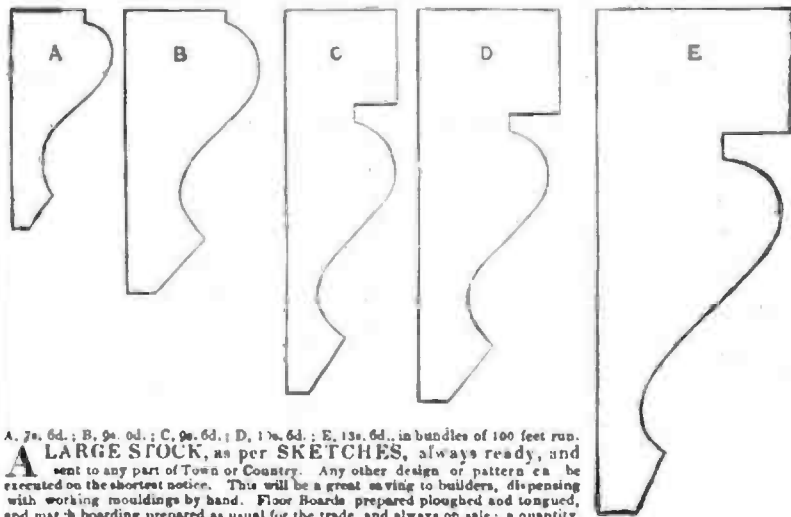 A B C D E
A, 7s. 6d.; B, 9s. 0d.; C, 9s. 6d.; D, 10s. 6d.; E, 13s. 6d., in bundles of 100 feet run.
A LARGE STOCK, as per SKETCHES, always ready, and
sent to any part of Town or Country. Any other design or pattern ca be
executed on the shortest notice. This will be a great saving to builders, dispensing
with working mouldings by hand. Floor Boards prepared ploughed and tongued,
and match boarding prepared as usual for the trade, and always on sale; a quantity